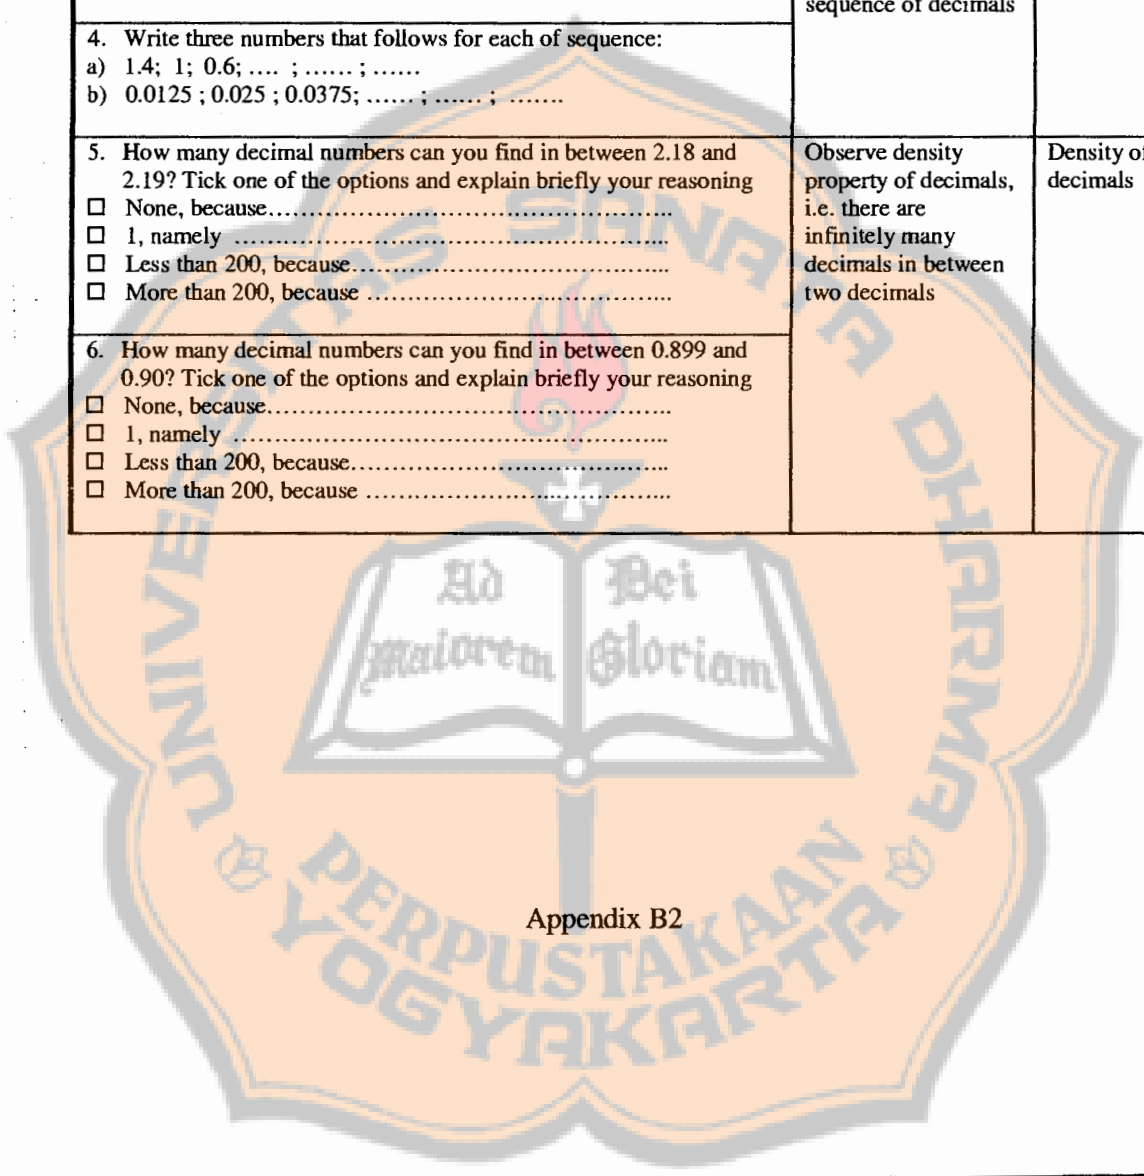 sequence of decimals
4. Write three numbers that follows for each of sequence:
a) 1.4; 1; 0.6; .... ; ...... ; ......
b) 0.0125 ; 0.025 ; 0.0375; ...... ; ...... ; .......
5. How many decimal numbers can you find in between 2.18 and
2.19? Tick one of the options and explain briefly your reasoning
☐ None, because..........................................................
☐ 1, namely ...............................................................
☐ Less than 200, because.............................................
☐ More than 200, because ...........................................
Observe density
property of decimals,
i.e. there are
infinitely many
decimals in between
two decimals
Density of
decimals
6. How many decimal numbers can you find in between 0.899 and
0.90? Tick one of the options and explain briefly your reasoning
☐ None, because..........................................................
☐ 1, namely ...............................................................
☐ Less than 200, because.............................................
☐ More than 200, because ...........................................
UNIVERSITAS SANATA DHARMA
Ad Maiorem
Dei Gloriam
PERPUSTAKAAN
YOGYAKARTA
Appendix B2